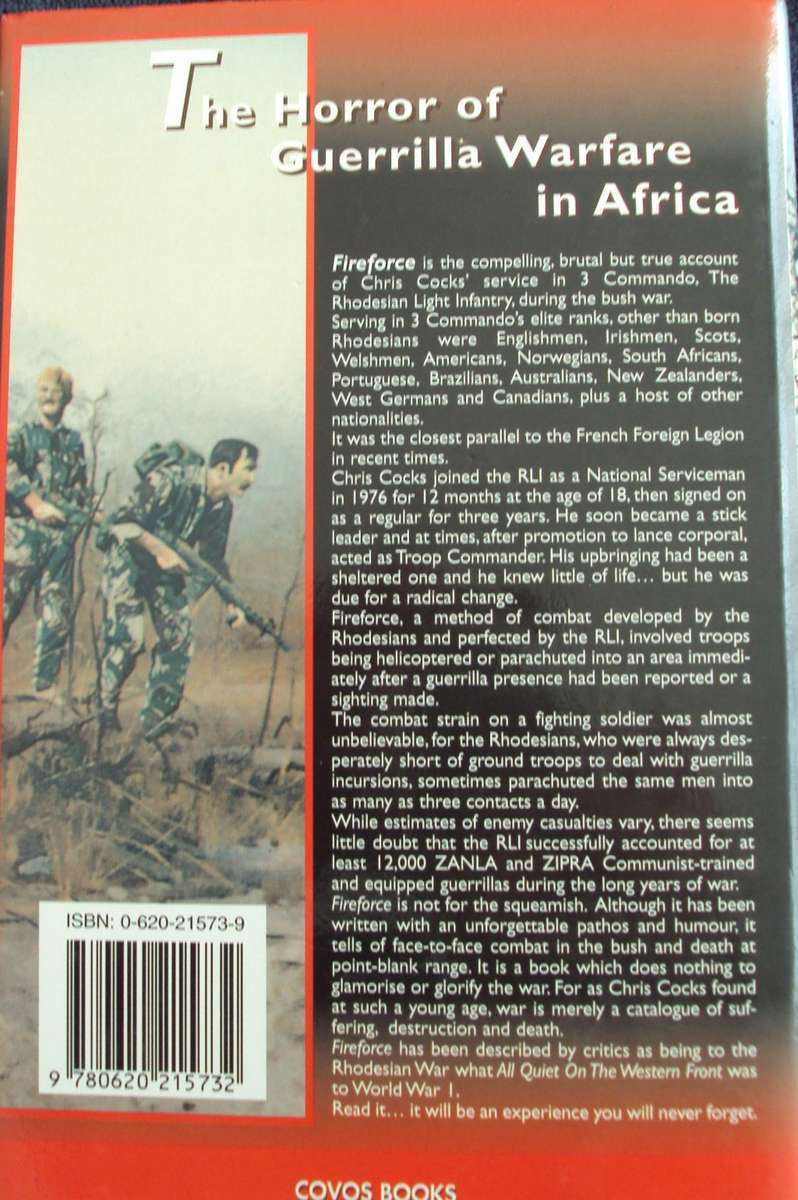 The Horror of
Guerrilla Warfare
in Africa
Fireforce is the compelling, brutal but true account
of Chris Cocks' service in 3 Commando, The
Rhodesian Light Infantry, during the bush war.
Serving in 3 Commando's elite ranks, other than born
Rhodesians were Englishmen, Irishmen, Scots,
Welshmen, Americans, Norwegians, South Africans,
Portuguese, Brazilians, Australians, New Zealanders,
West Germans and Canadians, plus a host of other
nationalities.
It was the closest parallel to the French Foreign Legion
in recent times.
Chris Cocks joined the RLI as a National Serviceman
in 1976 for 12 months at the age of 18, then signed on
as a regular for three years. He soon became a stick
leader and at times, after promotion to lance corporal,
acted as Troop Commander. His upbringing had been a
sheltered one and he knew little of life... but he was
due for a radical change.
Fireforce, a method of combat developed by the
Rhodesians and perfected by the RLI, involved troops
being helicoptered or parachuted into an area immedi-
ately after a guerrilla presence had been reported or a
sighting made.
The combat strain on a fighting soldier was almost
unbelievable, for the Rhodesians, who were always des-
perately short of ground troops to deal with guerrilla
incursions, sometimes parachuted the same men into
as many as three contacts a day.
While estimates of enemy casualties vary, there seems
little doubt that the RLI successfully accounted for at
least 12,000 ZANLA and ZIPRA Communist-trained
and equipped guerrillas during the long years of war.
Fireforce is not for the squeamish. Although it has been
written with an unforgettable pathos and humour, it
tells of face-to-face combat in the bush and death at
point-blank range. It is a book which does nothing to
glamorise or glorify the war. For as Chris Cocks found
at such a young age, war is merely a catalogue of suf-
fering, destruction and death.
Fireforce has been described by critics as being to the
Rhodesian War what All Quiet On The Western Front was
to World War 1.
Read it... it will be an experience you will never forget.
ISBN: 0-620-21573-9
9 780620 215732
COVOS BOOKS